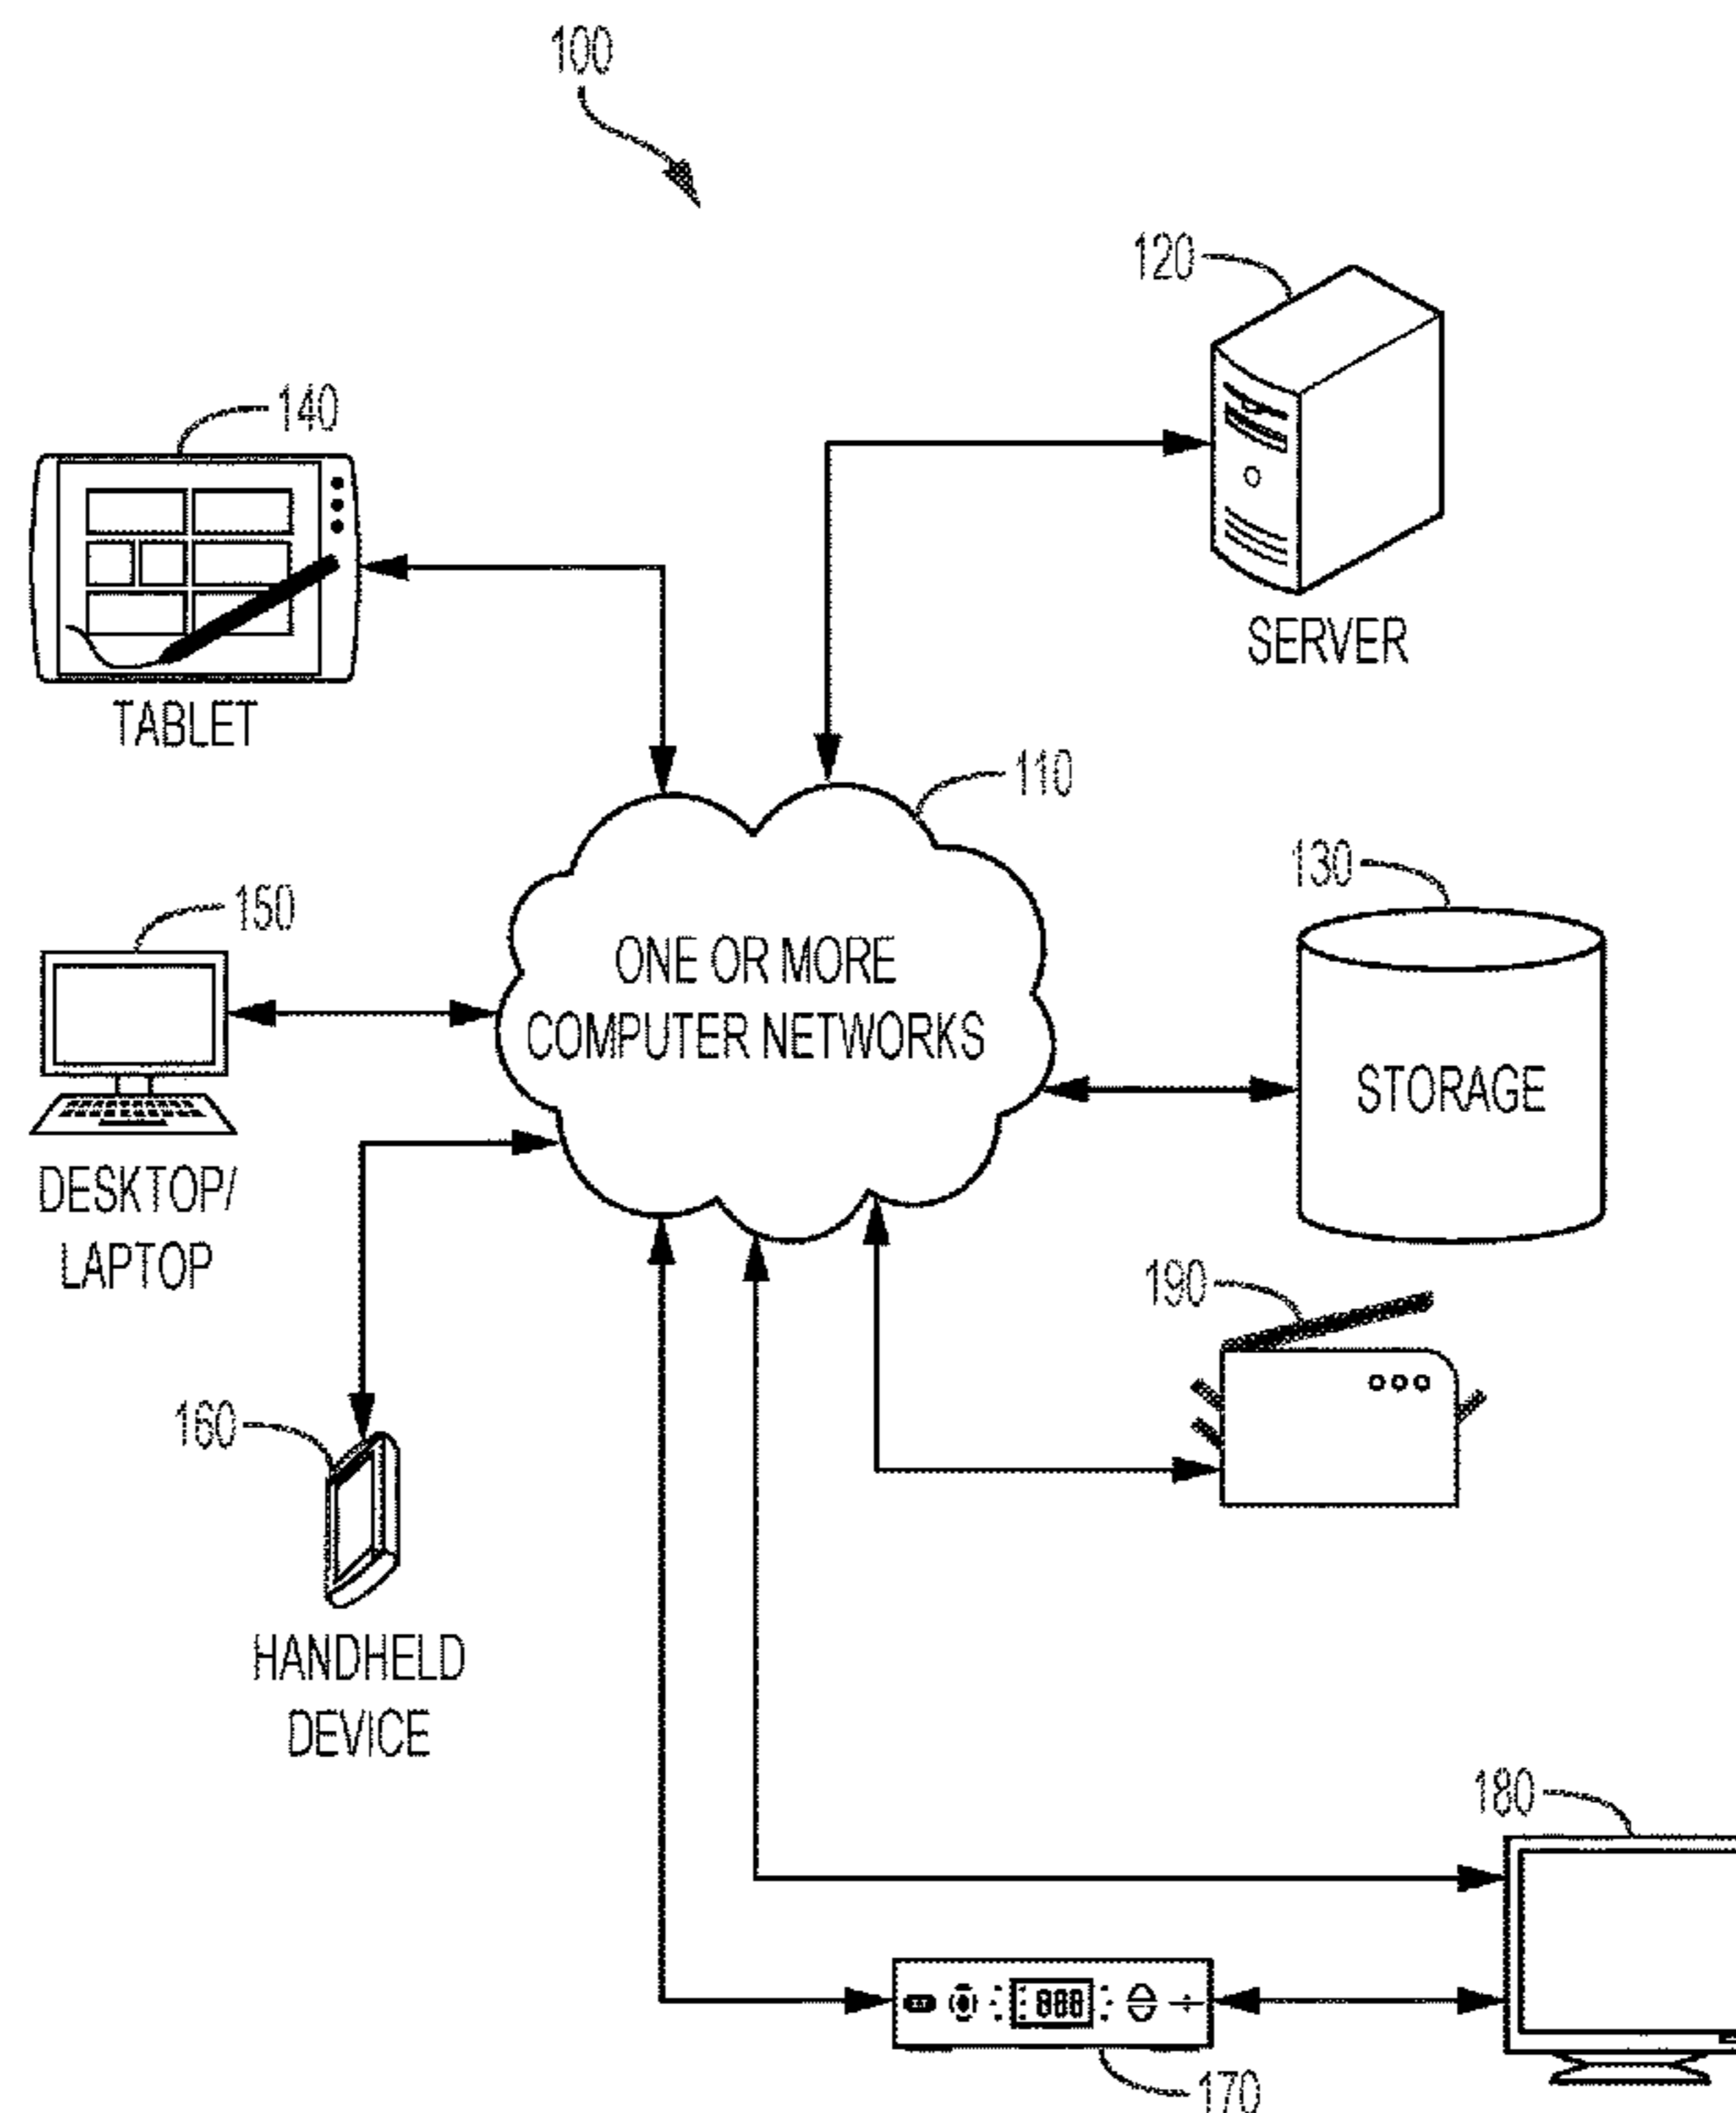 100
120
140
SERVER
TABLET
110
130
150
ONE OR MORE
COMPUTER NETWORKS
STORAGE
DESKTOP/
LAPTOP
190
160
HANDHELD
DEVICE
180
888
170